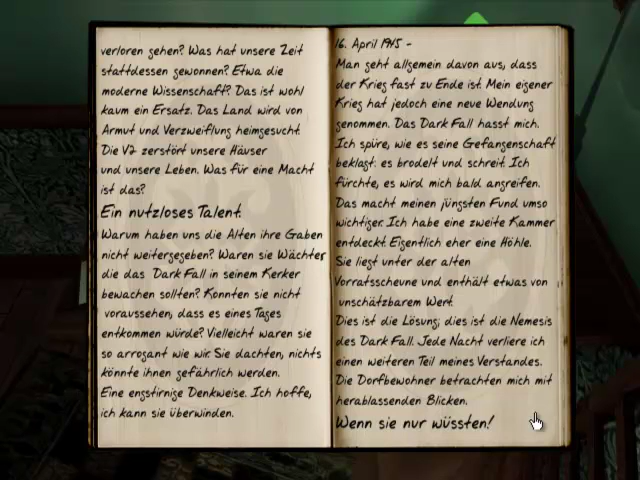 verloren gehen? Was hat unsere Zeit
stattdessen gewonnen? Etwa die
moderne Wissenschaft? Das ist wohl
kaum ein Ersatz. Das Land wird von
Armut und Verzweiflung heimgesucht.
Die V2 zerstört unsere Häuser
und unsere Leben. Was für eine Macht
ist das?
Ein nutzloses Talent.
Warum haben uns die Alten ihre Gaben
nicht weitergegeben? Waren sie Wächter
die das Dark Fall in seinem Kerker
bewachen sollten? Konnten sie nicht
voraussehen, dass es eines Tages
entkommen würde? Vielleicht waren sie
so arrogant wie wir. Sie dachten, nichts
könnte ihnen gefährlich werden.
Eine engstirnige Denkweise. Ich hoffe,
ich kann sie überwinden.
16. April 1945 -
Man geht allgemein davon aus, dass
der Krieg fast zu Ende ist. Mein eigener
Krieg hat jedoch eine neue Wendung
genommen. Das Dark Fall hasst mich.
Ich spüre, wie es seine Gefangenschaft
beklagt: es brodelt und schreit. Ich
fürchte, es wird mich bald angreifen.
Das macht meinen jüngsten Fund umso
wichtiger. Ich habe eine zweite Kammer
entdeckt. Eigentlich eher eine Höhle.
Sie liegt unter der alten
Vorratsscheune und enthält etwas von
unschätzbarem Wert.
Dies ist die Lösung; dies ist die Nemesis
des Dark Fall. Jede Nacht verliere ich
einen weiteren Teil meines Verstandes.
Die Dorfbewohner betrachten mich mit
herablassenden Blicken.
Wenn sie nur wüssten!